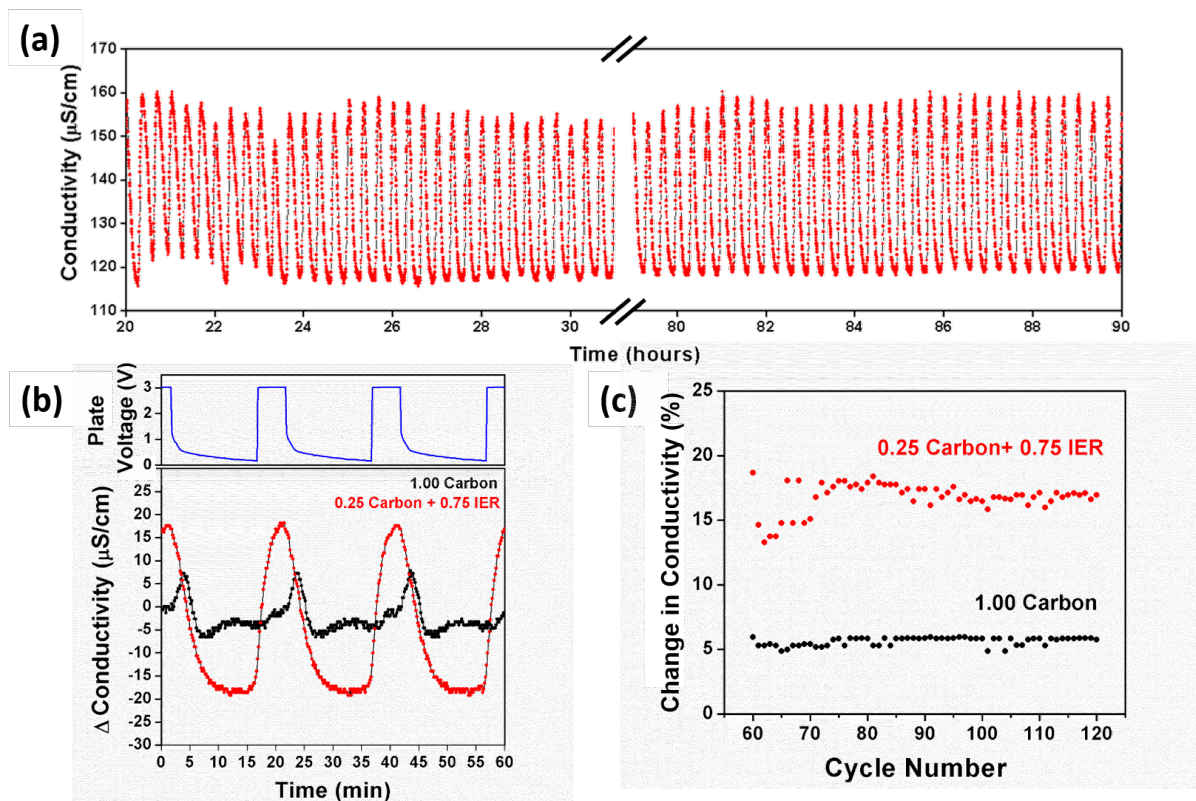 (a)
Conductivity (µS/cm)
170
160
150
140
130
120
110
20 22 24 26 28 30 80 82 84 86 88 90
Time (hours)
(b)
Plate
Voltage (V)
3
2
1
0
1.00 Carbon
0.25 Carbon + 0.75 IER
Δ Conductivity (µS/cm)
25
20
15
10
5
0
-5
-10
-15
-20
-25
-30
0 5 10 15 20 25 30 35 40 45 50 55 60
Time (min)
(c)
Change in Conductivity (%)
25
20
15
10
5
0
0.25 Carbon+ 0.75 IER
1.00 Carbon
60 70 80 90 100 110 120
Cycle Number